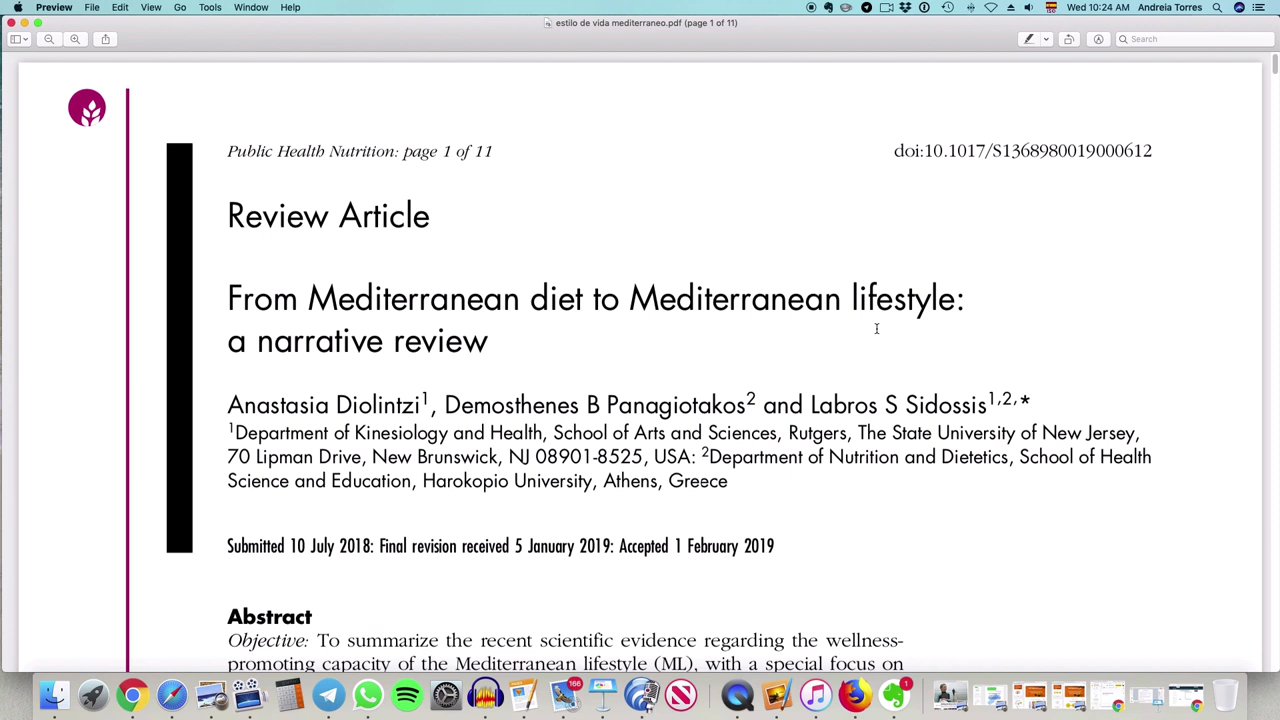 Preview File Edit View Go Tools Window Help
Wed 10:24 AM Andreia Torres
estilo de vida mediterraneo.pdf (page 1 of 11)
Search
Public Health Nutrition: page 1 of 11
doi:10.1017/S1368980019000612
Review Article
From Mediterranean diet to Mediterranean lifestyle:
a narrative review
Anastasia Diolintzi1, Demosthenes B Panagiotakos2 and Labros S Sidossis1,2,*
1Department of Kinesiology and Health, School of Arts and Sciences, Rutgers, The State University of New Jersey,
70 Lipman Drive, New Brunswick, NJ 08901-8525, USA: 2Department of Nutrition and Dietetics, School of Health
Science and Education, Harokopio University, Athens, Greece
Submitted 10 July 2018: Final revision received 5 January 2019: Accepted 1 February 2019
Abstract
Objective: To summarize the recent scientific evidence regarding the wellness-
promoting capacity of the Mediterranean lifestyle (ML), with a special focus on
166
1